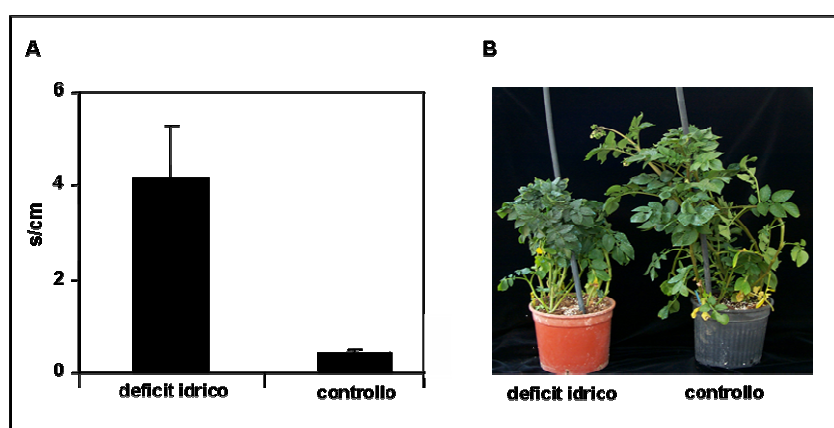 A
B
6
4
2
0
s/cm
deficit idrico
controllo
deficit idrico
controllo